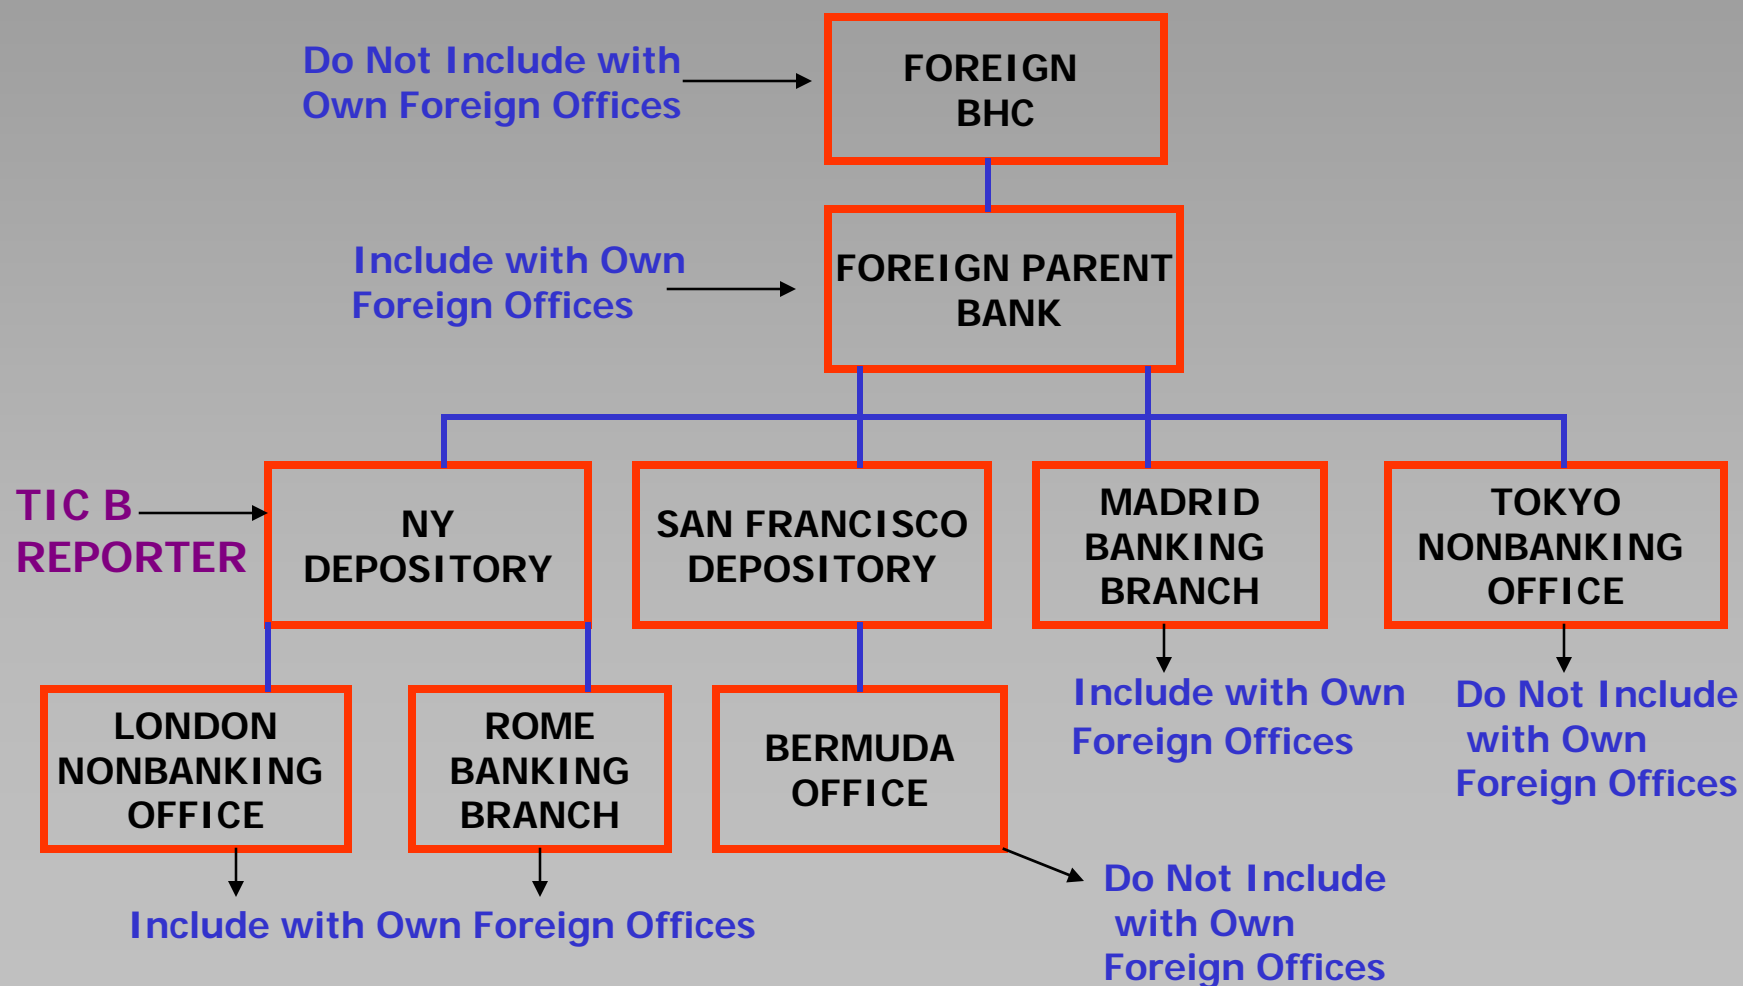 Do Not Include with
Own Foreign Offices
FOREIGN
BHC
Include with Own
Foreign Offices
FOREIGN PARENT
BANK
TIC B
REPORTER
NY
DEPOSITORY
SAN FRANCISCO
DEPOSITORY
MADRID
BANKING
BRANCH
TOKYO
NONBANKING
OFFICE
LONDON
NONBANKING
OFFICE
ROME
BANKING
BRANCH
BERMUDA
OFFICE
Include with Own
Foreign Offices
Do Not Include
with Own
Foreign Offices
Include with Own Foreign Offices
Do Not Include
with Own
Foreign Offices